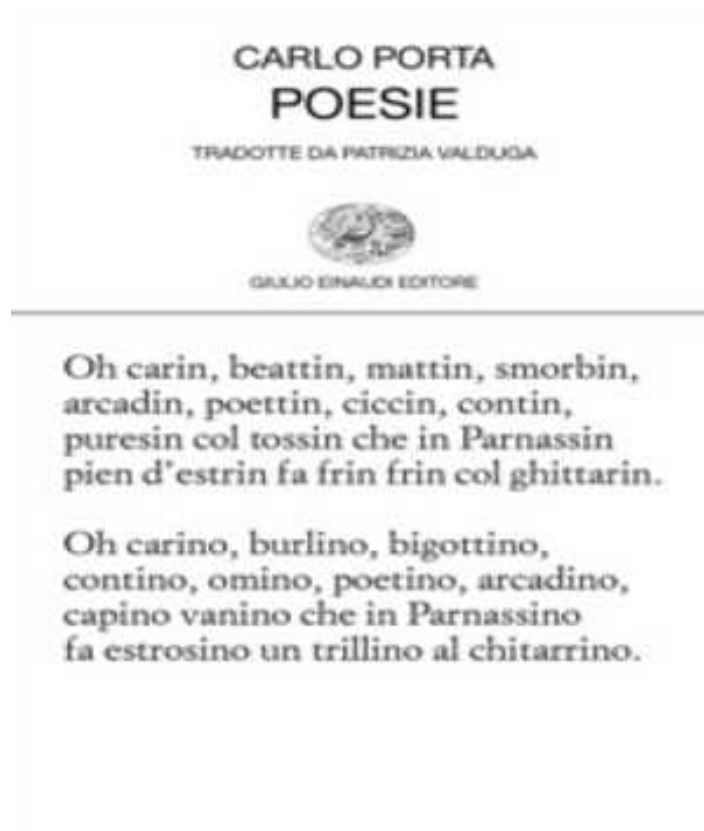 CARLO PORTA
POESIE
TRADOTTE DA PATRIZIA VALDUGA
GIULIO EINAUDI EDITORE
Oh carin, beattin, mattin, smorbin,
arcadin, poettin, ciccin, contin,
puresin col tossin che in Parnassin
pien d'estrin fa frin frin col ghittarin.
Oh carino, burlino, bigottino,
contino, omino, poetino, arcadino,
capino vanino che in Parnassino
fa estrosino un trillino al chitarrino.